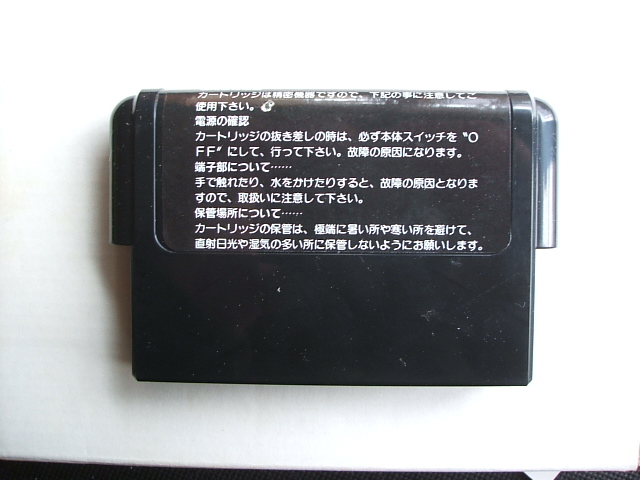 カートリッジは精密機器ですので、下記の事に注意してご
使用下さい。
電源の確認
カートリッジの抜き差しの時は、必ず本体スイッチを“O
FF”にして、行って下さい。故障の原因になります。
端子部について……
手で触れたり、水をかけたりすると、故障の原因となりま
すので、取扱いに注意して下さい。
保管場所について……
カートリッジの保管は、極端に暑い所や寒い所を避けて、
直射日光や湿気の多い所に保管しないようにお願いします。